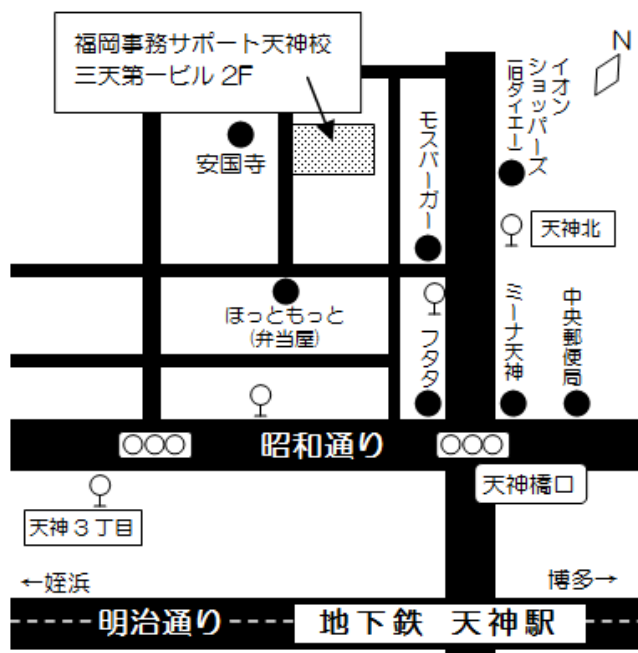 福岡事務サポート天神校
三天第一ビル 2F
N
イオン
ショッパーズ
(旧ダイエー)
モスバーガー
安国寺
天神北
ほっともっと
(弁当屋)
フタタ
ミーナ天神
中央郵便局
昭和通り
天神橋口
天神3丁目
←姪浜
博多→
明治通り
地下鉄 天神駅